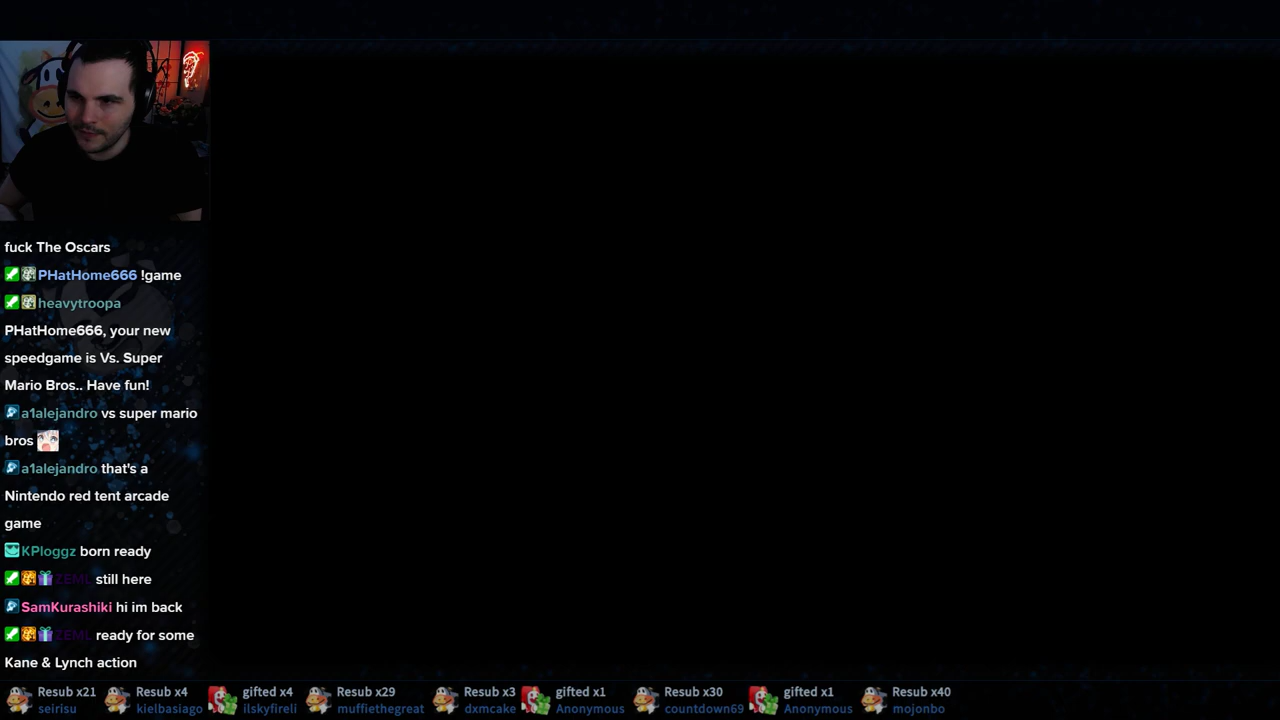 fuck The Oscars
PHatHome666 !game
heavytroopa
PHatHome666, your new
speedgame is Vs. Super
Mario Bros.. Have fun!
a1alejandro vs super mario
bros
a1alejandro that's a
Nintendo red tent arcade
game
KPloggz born ready
ZEML still here
SamKurashiki hi im back
ZEML ready for some
Kane & Lynch action
Resub x21 Resub x4 gifted x4 Resub x29 Resub x3 gifted x1 Resub x30 gifted x1 Resub x40
seirisu kielbasiago ilskyfireli muffiethegreat dxmcake Anonymous countdown69 Anonymous mojonbo